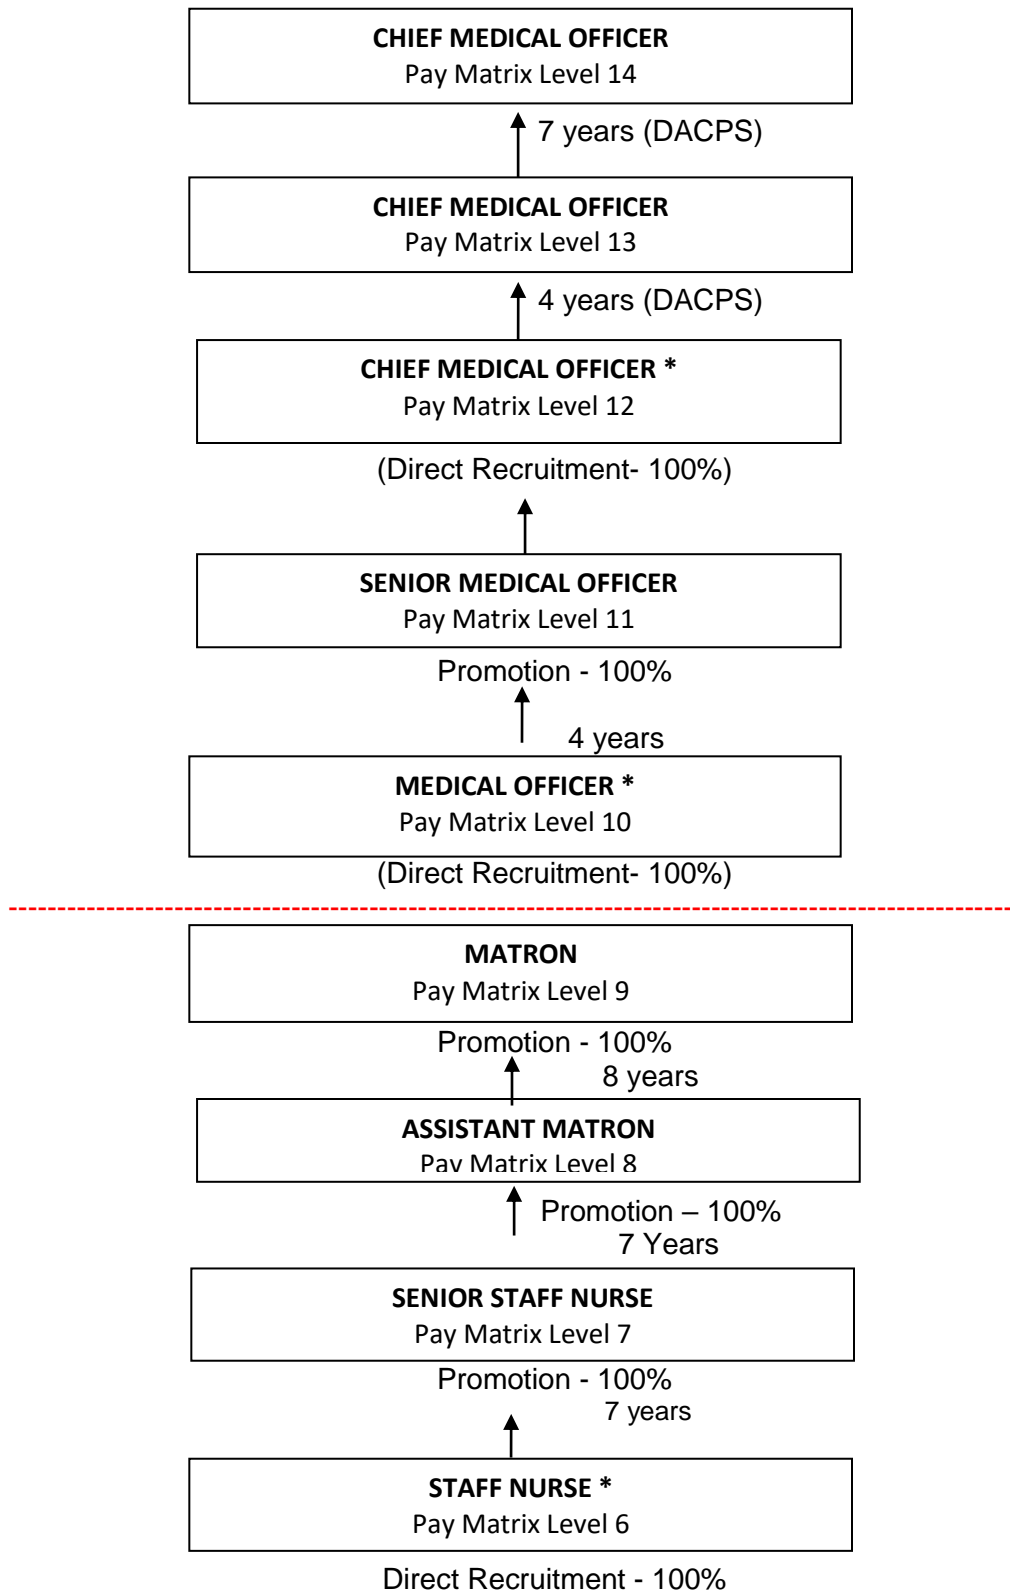 CHIEF MEDICAL OFFICER
Pay Matrix Level 14
7 years (DACPS)
CHIEF MEDICAL OFFICER
Pay Matrix Level 13
4 years (DACPS)
CHIEF MEDICAL OFFICER *
Pay Matrix Level 12
(Direct Recruitment- 100%)
SENIOR MEDICAL OFFICER
Pay Matrix Level 11
Promotion - 100%
4 years
MEDICAL OFFICER *
Pay Matrix Level 10
(Direct Recruitment- 100%)
MATRON
Pay Matrix Level 9
Promotion - 100%
8 years
ASSISTANT MATRON
Pay Matrix Level 8
Promotion – 100%
7 Years
SENIOR STAFF NURSE
Pay Matrix Level 7
Promotion - 100%
7 years
STAFF NURSE *
Pay Matrix Level 6
Direct Recruitment - 100%